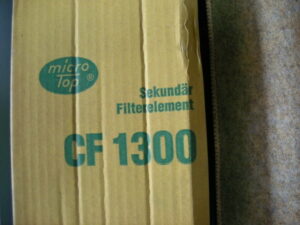 micro
Top ®
Sekundär
Filterelement
CF 1300